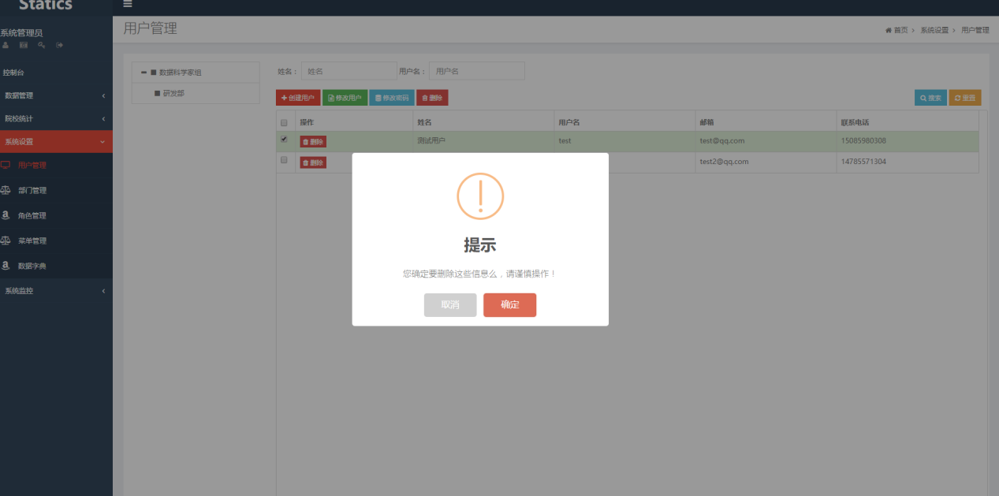 Statics
系统管理员
控制台
数据管理
院校统计
系统设置
用户管理
部门管理
角色管理
菜单管理
数据字典
系统监控
用户管理
首页 > 系统设置 > 用户管理
数据科学家组
研发部
姓名： 姓名 用户名： 用户名
创建用户 修改用户 修改密码 删除 搜索 重置
操作 姓名 用户名 邮箱 联系电话
删除 测试用户 test test@qq.com 15085980308
删除 test2@qq.com 14785571304
提示
您确定要删除这些信息么，请谨慎操作！
取消 确定